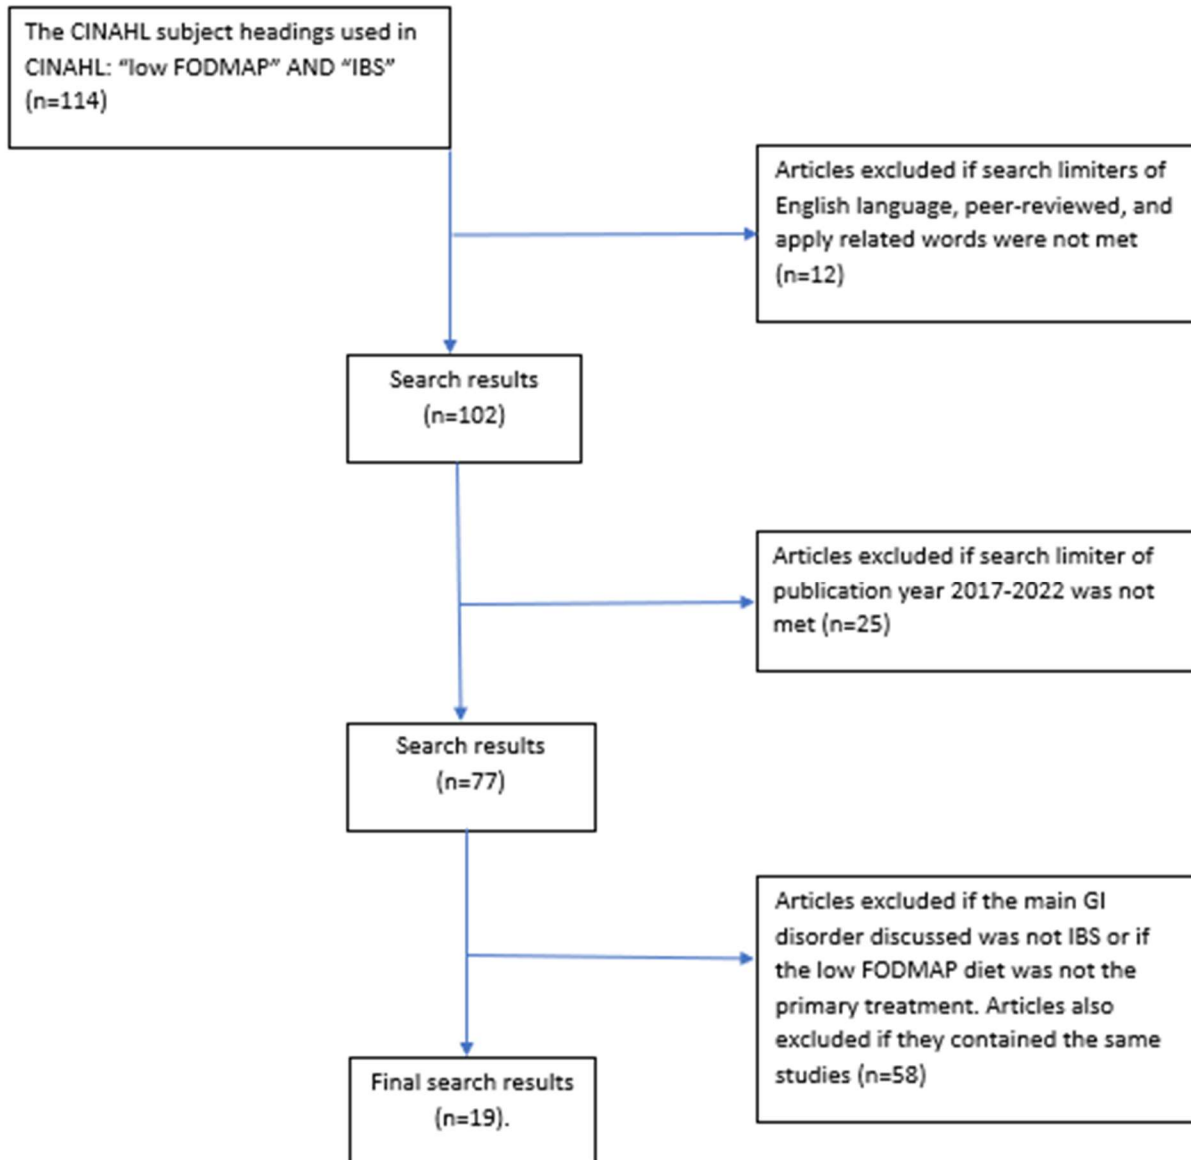 The CINAHL subject headings used in
CINAHL: “low FODMAP” AND “IBS”
(n=114)
Articles excluded if search limiters of
English language, peer-reviewed, and
apply related words were not met
(n=12)
Search results
(n=102)
Articles excluded if search limiter of
publication year 2017-2022 was not
met (n=25)
Search results
(n=77)
Articles excluded if the main GI
disorder discussed was not IBS or if
the low FODMAP diet was not the
primary treatment. Articles also
excluded if they contained the same
studies (n=58)
Final search results
(n=19).